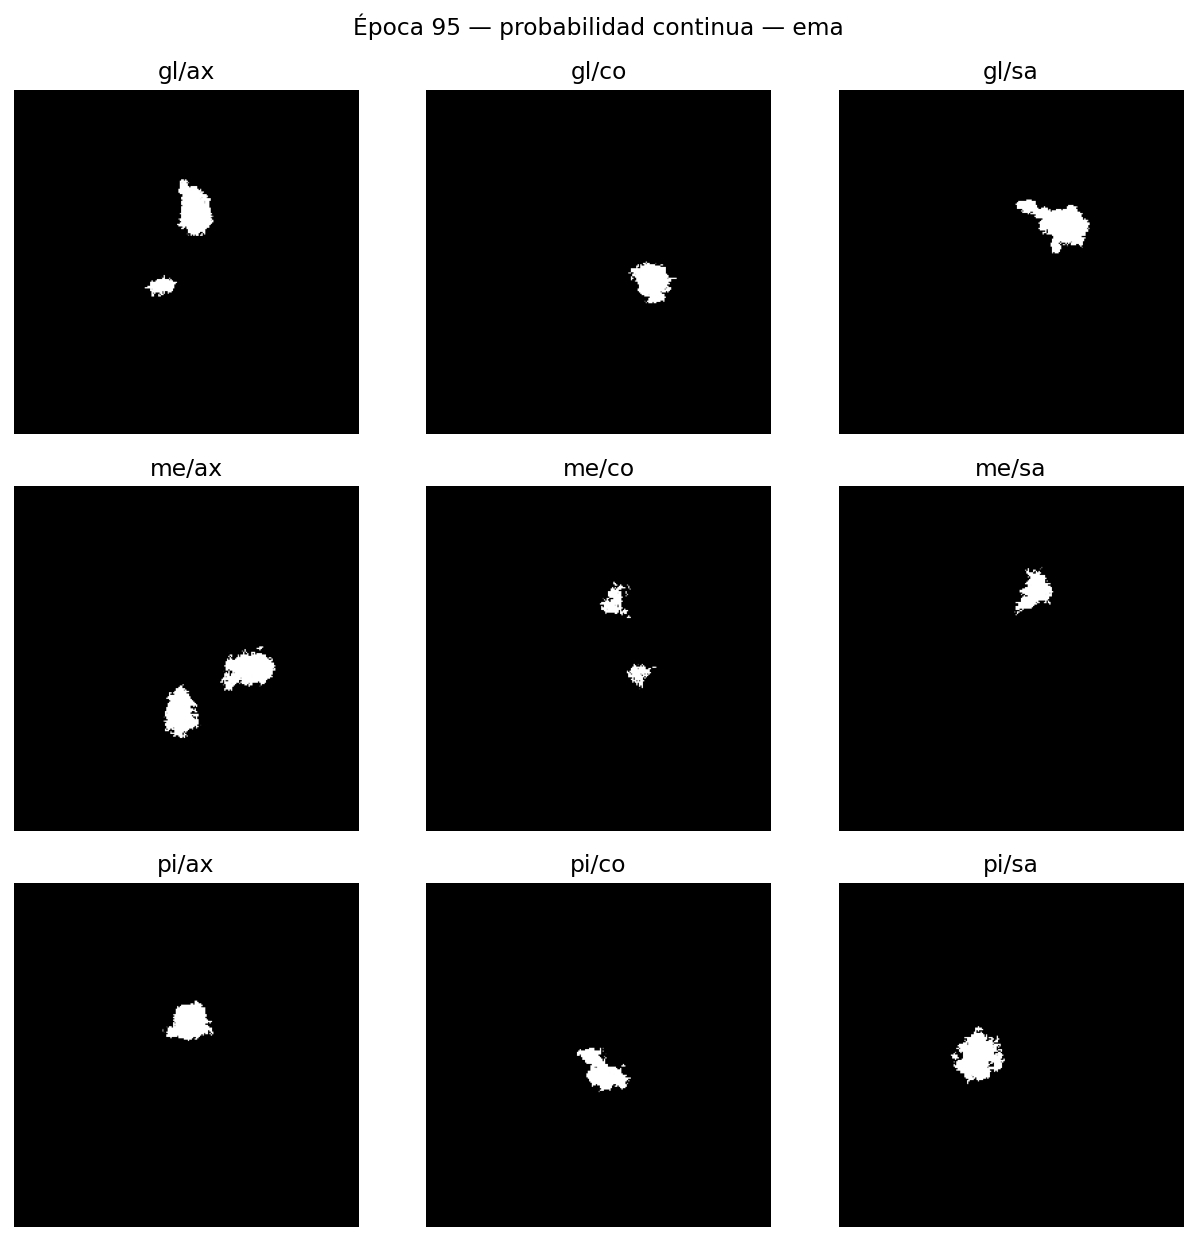 Época 95 — probabilidad continua — ema
gl/ax
gl/co
gl/sa
me/ax
me/co
me/sa
pi/ax
pi/co
pi/sa